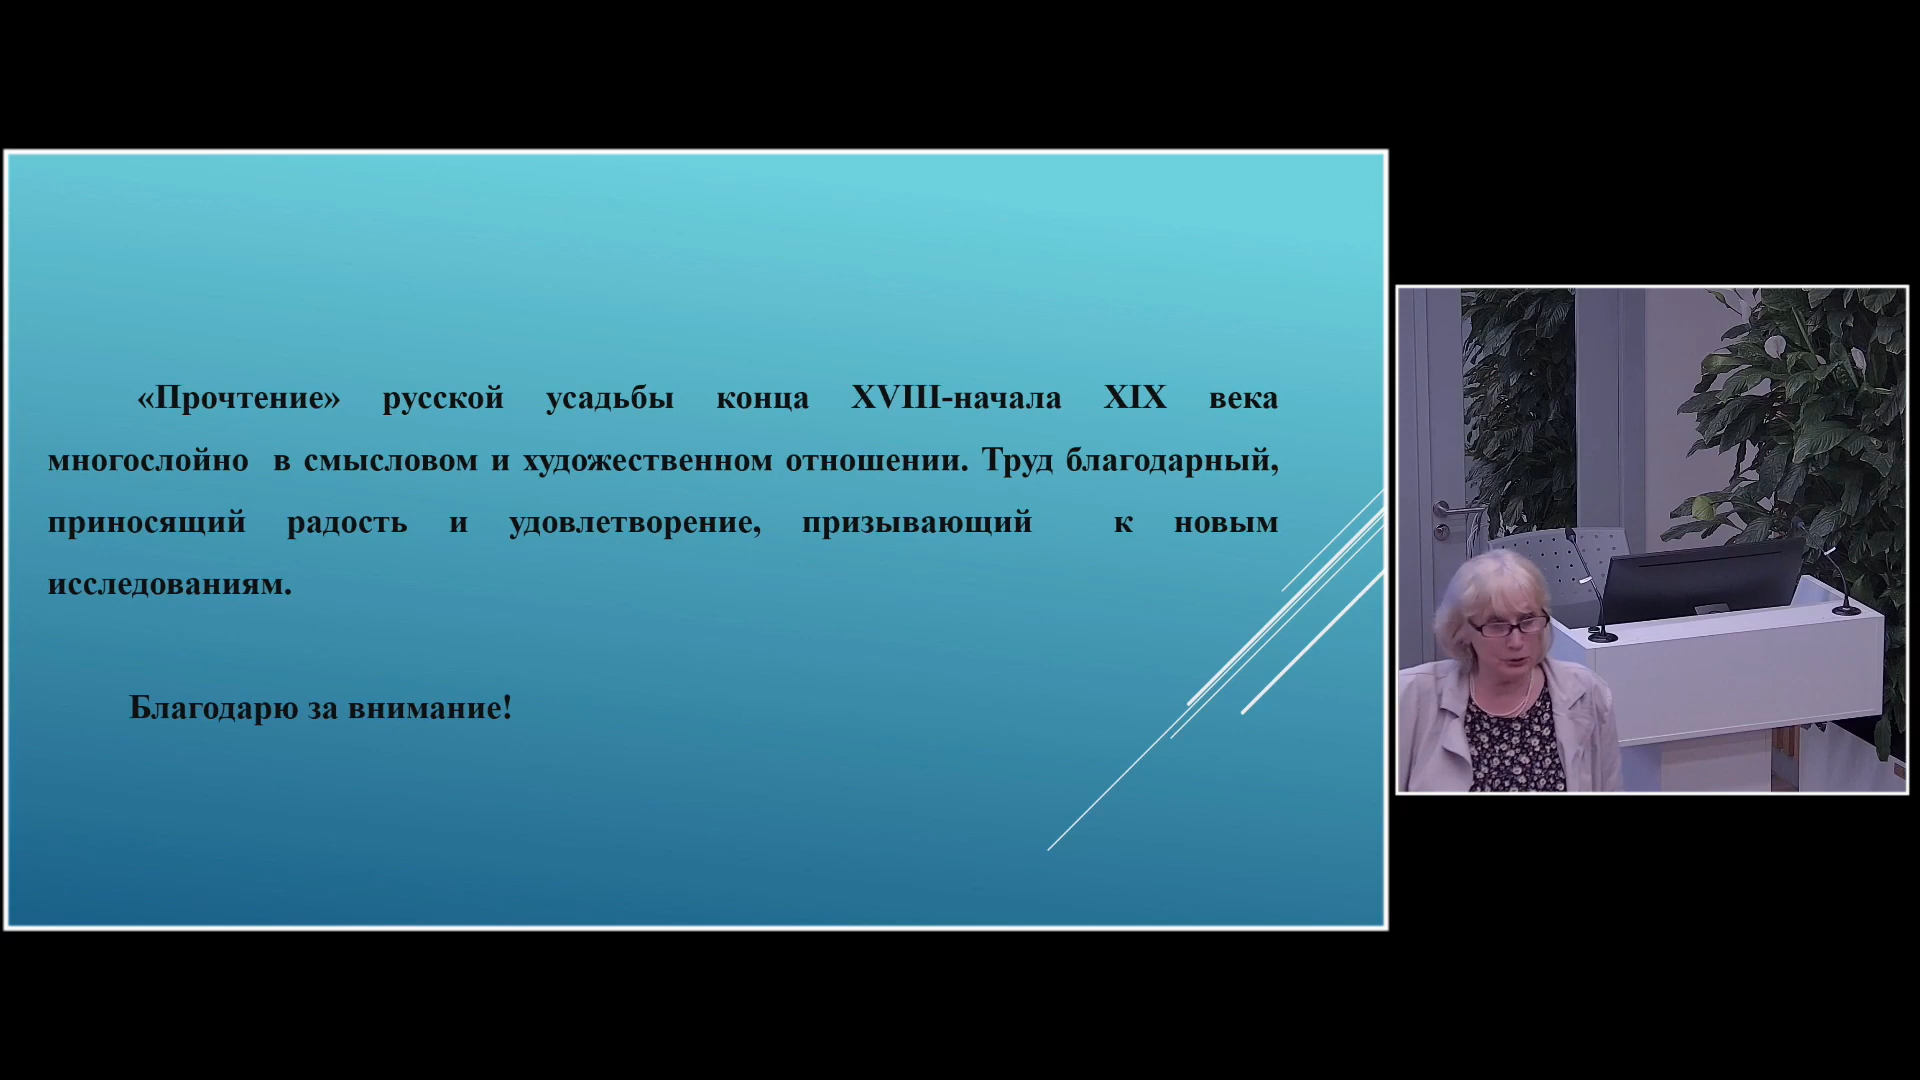 «Прочтение» русской усадьбы конца XVIII-начала XIX века
многослойно в смысловом и художественном отношении. Труд благодарный,
приносящий радость и удовлетворение, призывающий к новым
исследованиям.
Благодарю за внимание!